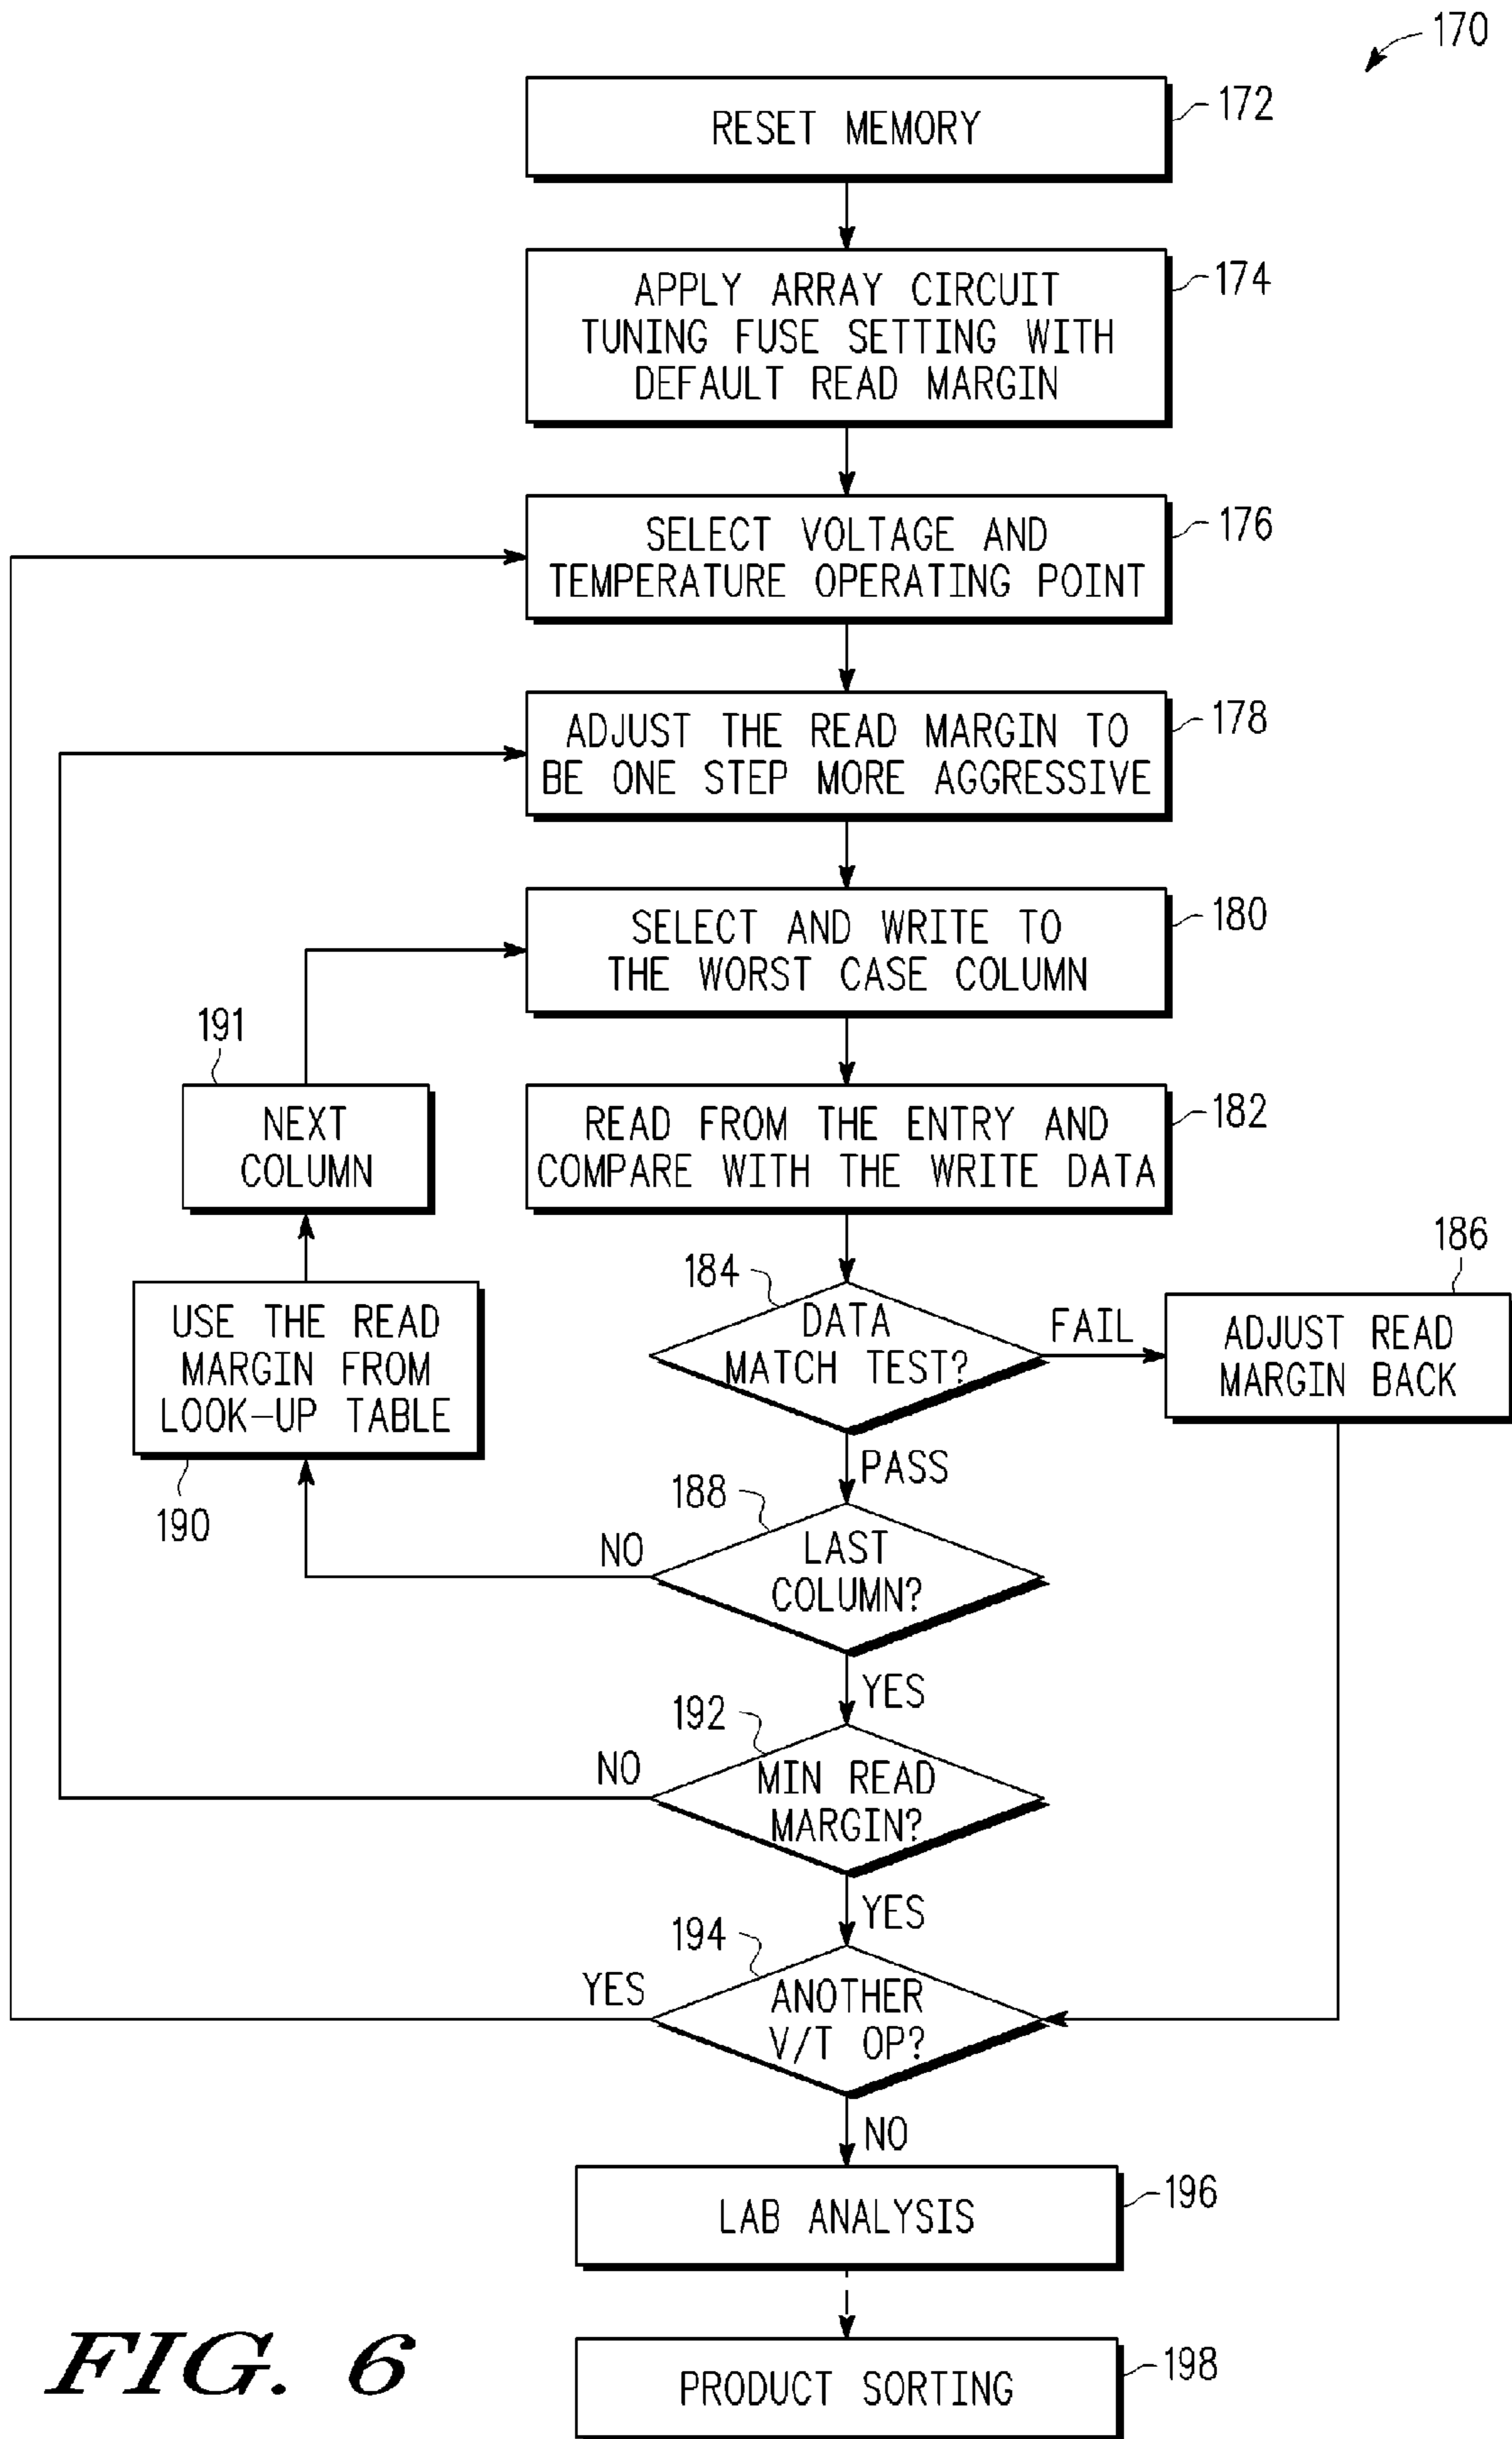 170
RESET MEMORY
172
APPLY ARRAY CIRCUIT
TUNING FUSE SETTING WITH
DEFAULT READ MARGIN
174
SELECT VOLTAGE AND
TEMPERATURE OPERATING POINT
176
ADJUST THE READ MARGIN TO
BE ONE STEP MORE AGGRESSIVE
178
SELECT AND WRITE TO
THE WORST CASE COLUMN
180
191
NEXT
COLUMN
READ FROM THE ENTRY AND
COMPARE WITH THE WRITE DATA
182
184
DATA
MATCH TEST?
FAIL
186
ADJUST READ
MARGIN BACK
USE THE READ
MARGIN FROM
LOOK-UP TABLE
190
PASS
188
LAST
COLUMN?
NO
YES
192
MIN READ
MARGIN?
NO
YES
194
ANOTHER
V/T OP?
YES
NO
LAB ANALYSIS
196
PRODUCT SORTING
198
FIG. 6